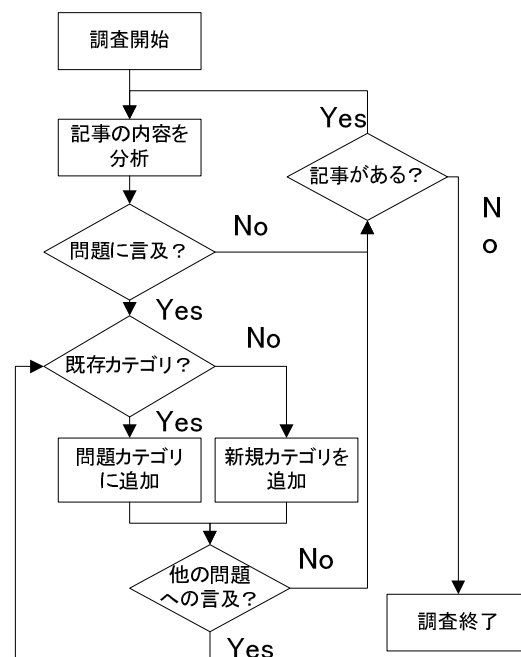 調査開始
Yes
記事の内容を
分析
記事がある？
No
問題に言及？
No
Yes
既存カテゴリ？
No
Yes
問題カテゴリ
に追加
新規カテゴリを
追加
他の問題
への言及？
No
Yes
調査終了